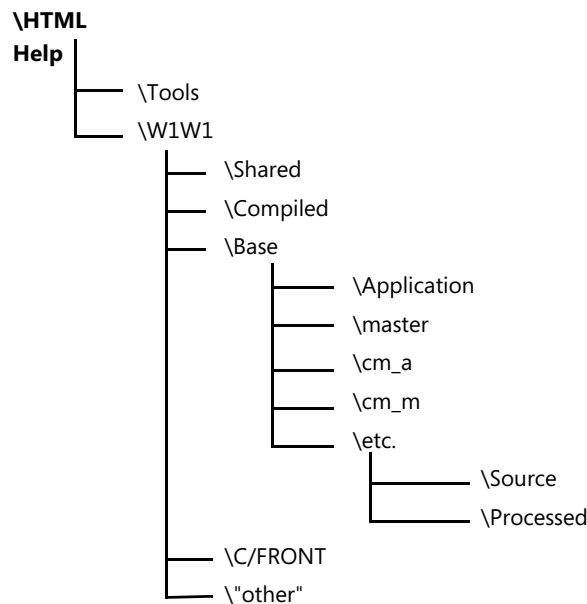 \HTML
Help
\Tools
\W1W1
\Shared
\Compiled
\Base
\Application
\master
\cm_a
\cm_m
\etc.
\Source
\Processed
\C/FRONT
\"other"